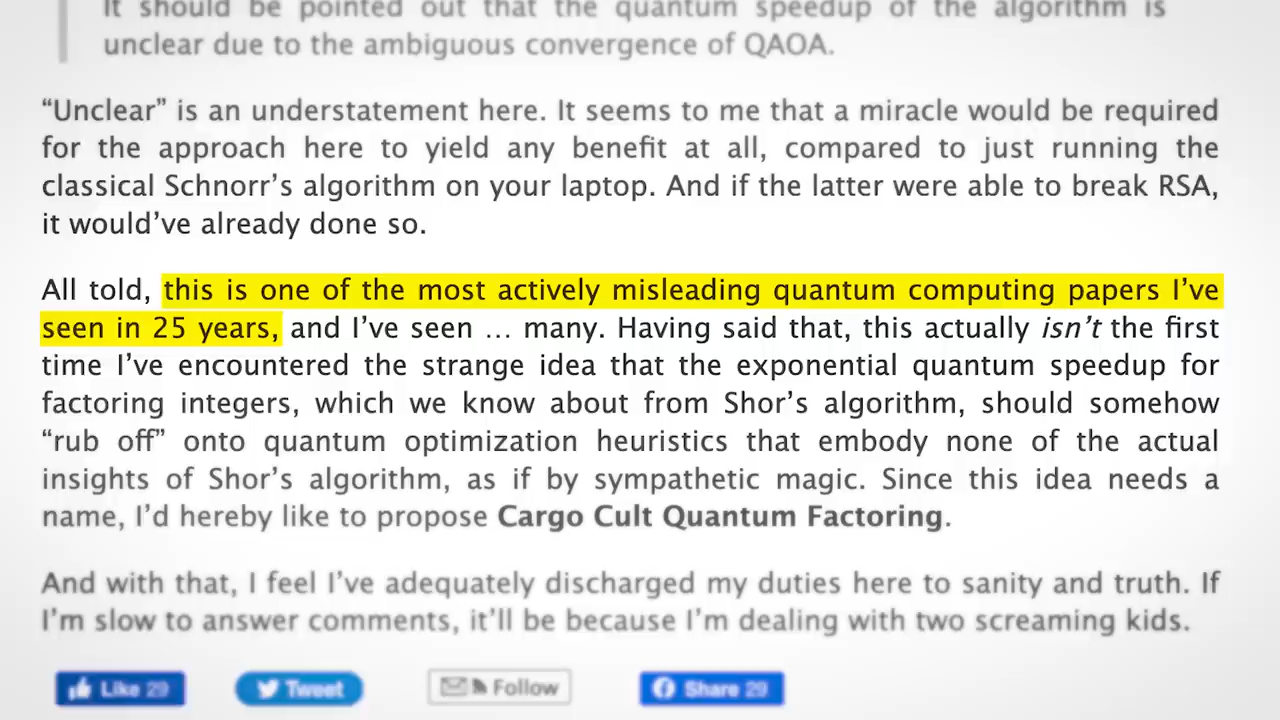 It should be pointed out that the quantum speedup of the algorithm is
unclear due to the ambiguous convergence of QAOA.
“Unclear” is an understatement here. It seems to me that a miracle would be required
for the approach here to yield any benefit at all, compared to just running the
classical Schnorr’s algorithm on your laptop. And if the latter were able to break RSA,
it would’ve already done so.
All told, this is one of the most actively misleading quantum computing papers I’ve
seen in 25 years, and I’ve seen … many. Having said that, this actually isn’t the first
time I’ve encountered the strange idea that the exponential quantum speedup for
factoring integers, which we know about from Shor’s algorithm, should somehow
“rub off” onto quantum optimization heuristics that embody none of the actual
insights of Shor’s algorithm, as if by sympathetic magic. Since this idea needs a
name, I’d hereby like to propose Cargo Cult Quantum Factoring.
And with that, I feel I’ve adequately discharged my duties here to sanity and truth. If
I’m slow to answer comments, it’ll be because I’m dealing with two screaming kids.
Like 29 Tweet Follow Share 29